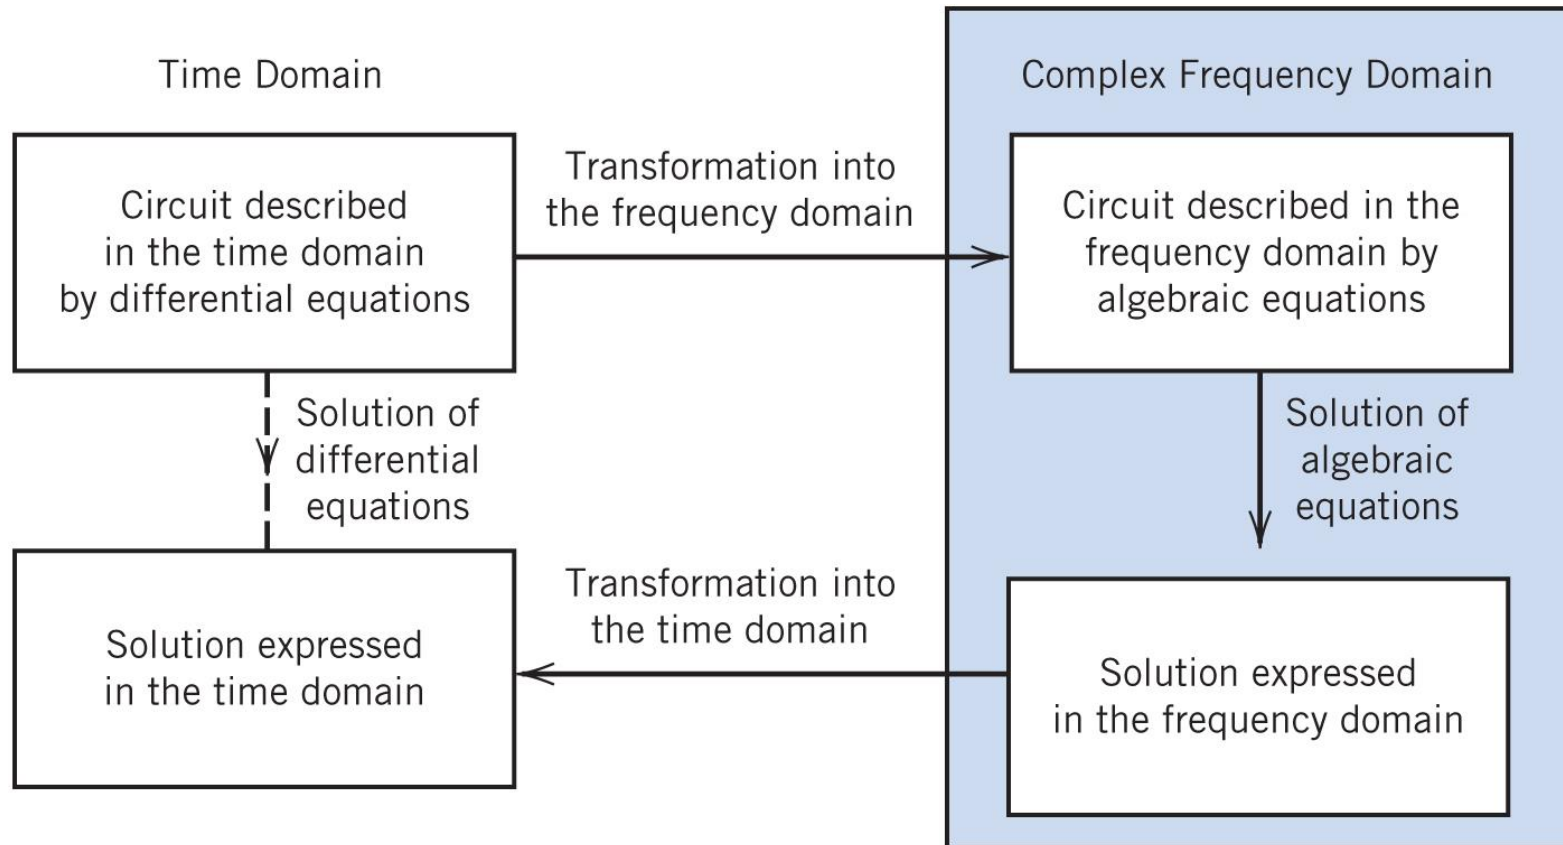 Time Domain
Complex Frequency Domain
Circuit described
in the time domain
by differential equations
Transformation into
the frequency domain
Circuit described in the
frequency domain by
algebraic equations
Solution of
differential
equations
Solution of
algebraic
equations
Solution expressed
in the time domain
Transformation into
the time domain
Solution expressed
in the frequency domain